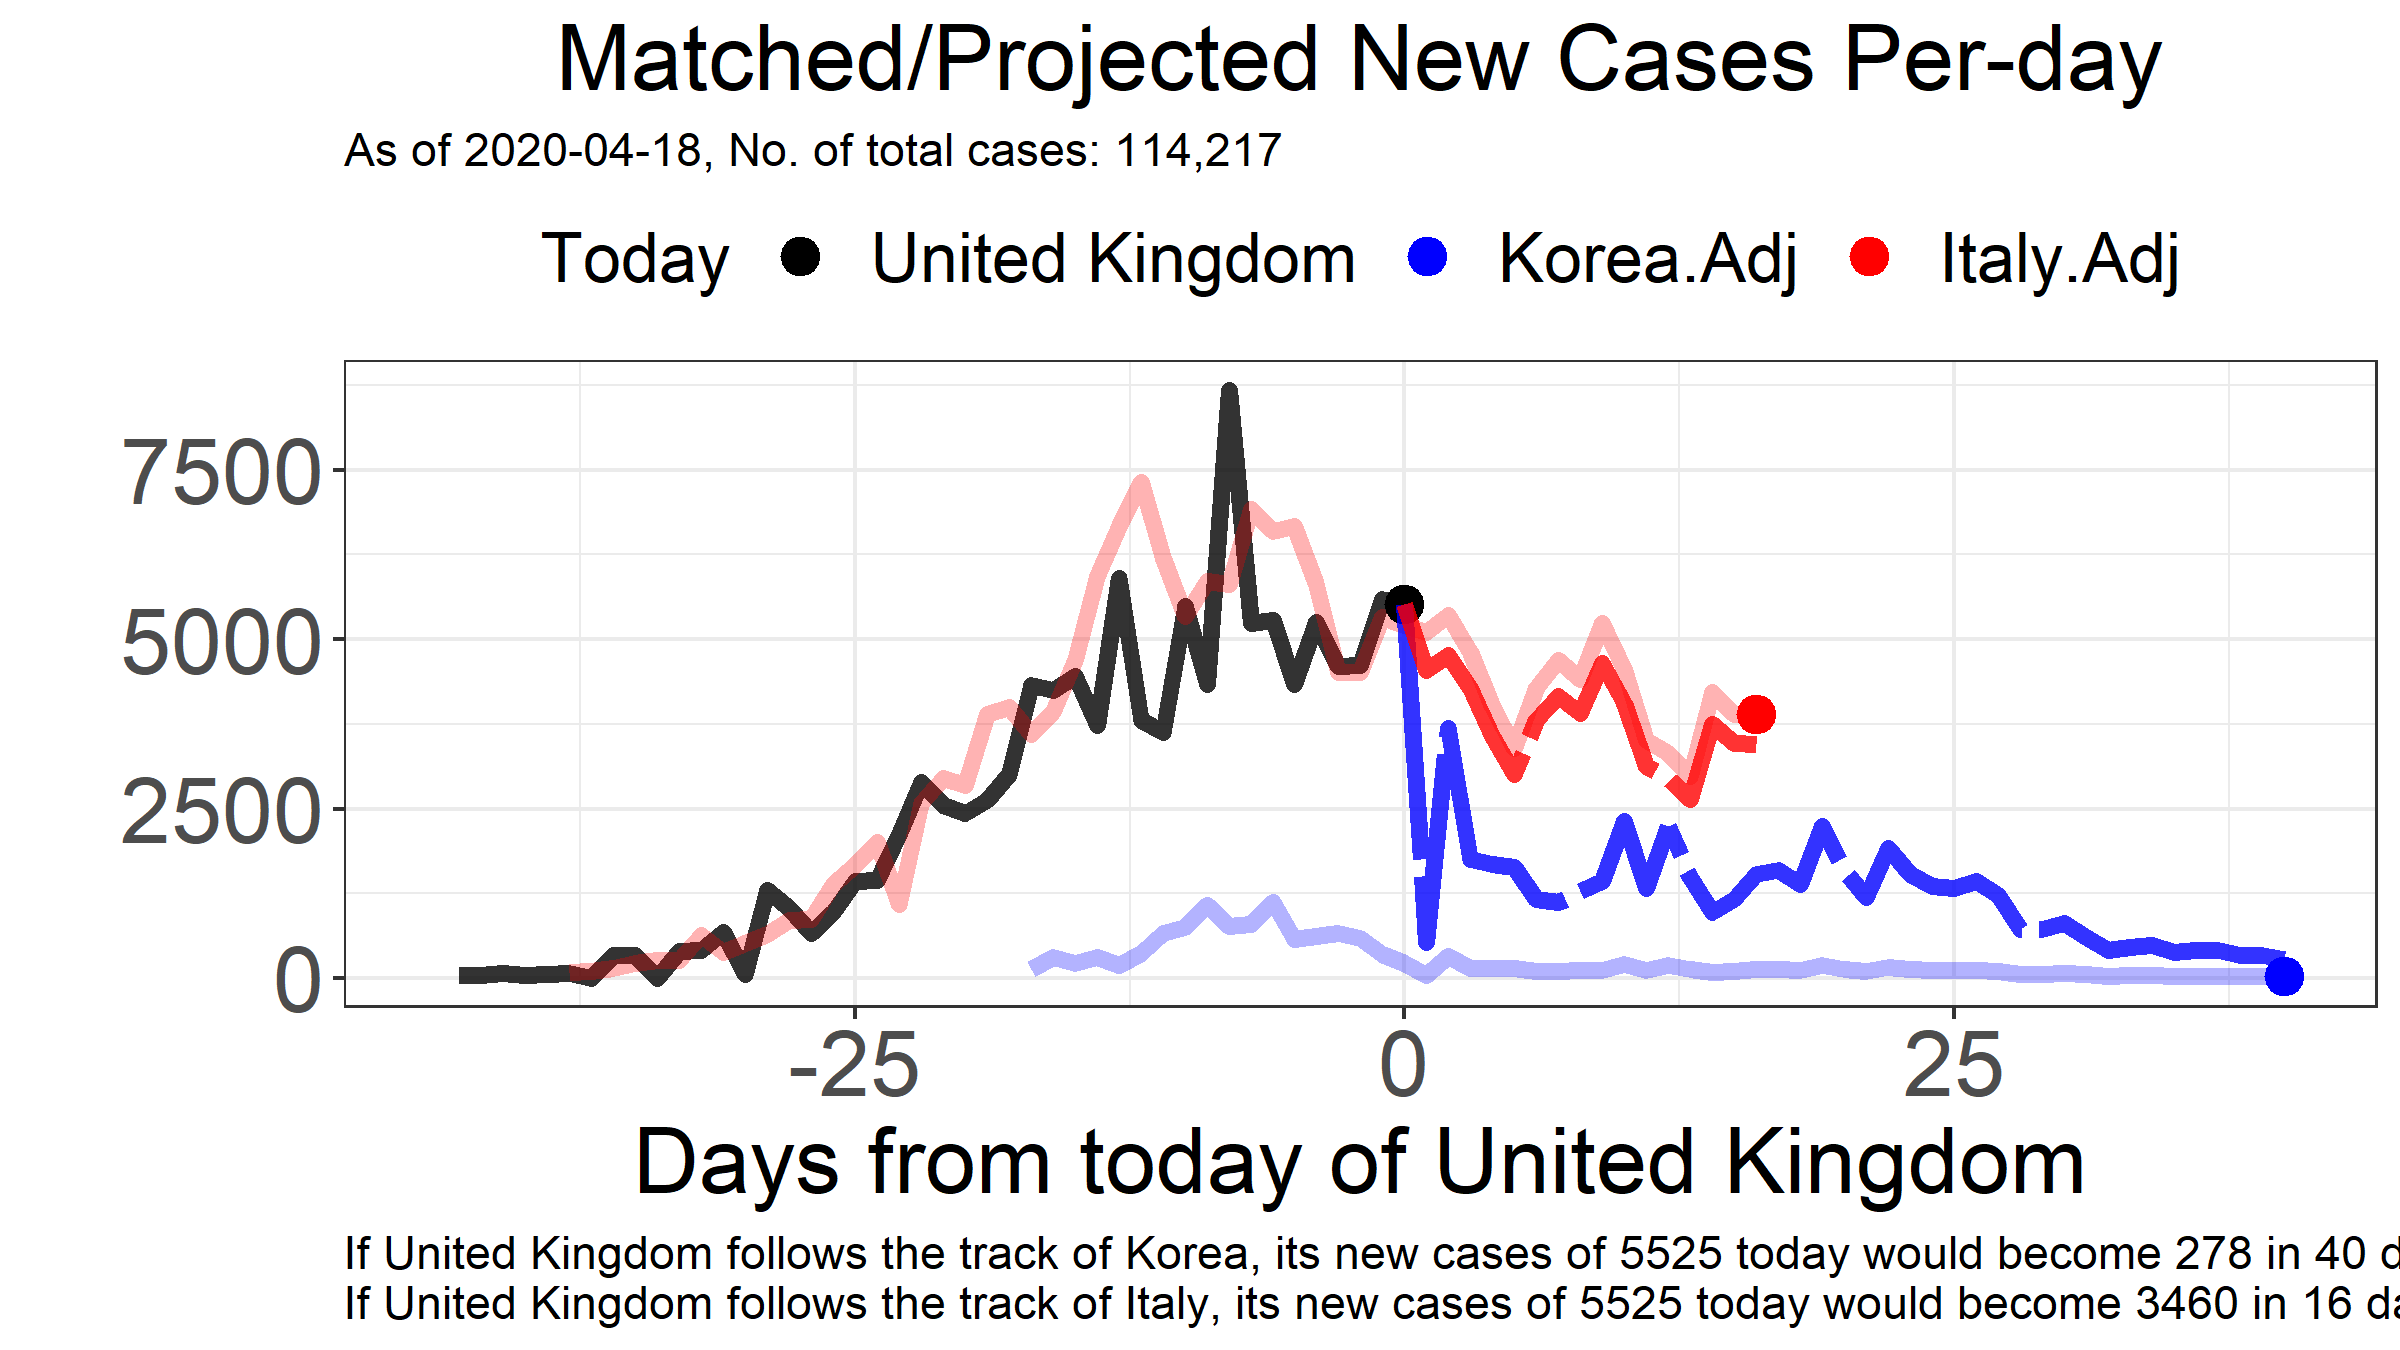 Matched/Projected New Cases Per-day
As of 2020-04-18, No. of total cases: 114,217
Today United Kingdom Korea.Adj Italy.Adj
7500
5000
2500
0
-25 0 25
Days from today of United Kingdom
If United Kingdom follows the track of Korea, its new cases of 5525 today would become 278 in 40
If United Kingdom follows the track of Italy, its new cases of 5525 today would become 3460 in 16